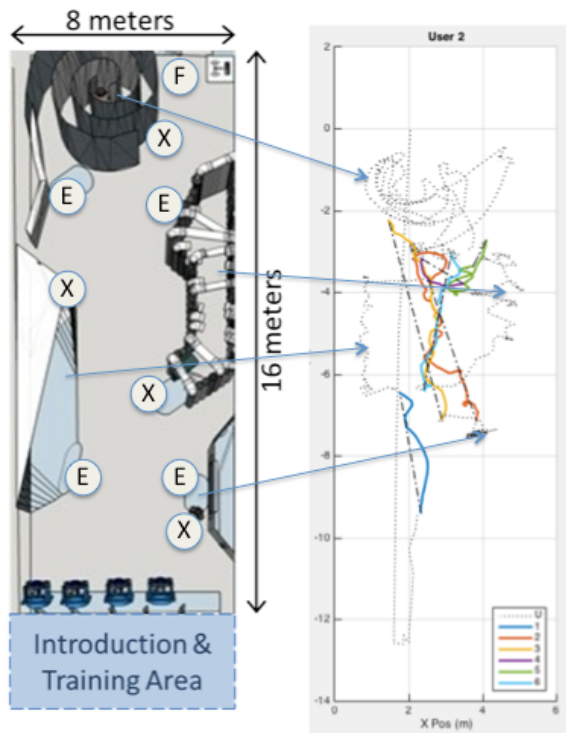 8 meters
F
X
E
E
X
16 meters
X
E
E
X
Introduction &
Training Area
User 2
2
0
-2
-4
-6
-8
-10
-12
-14
0
2
4
6
X Pos (m)
U
1
2
3
4
5
6